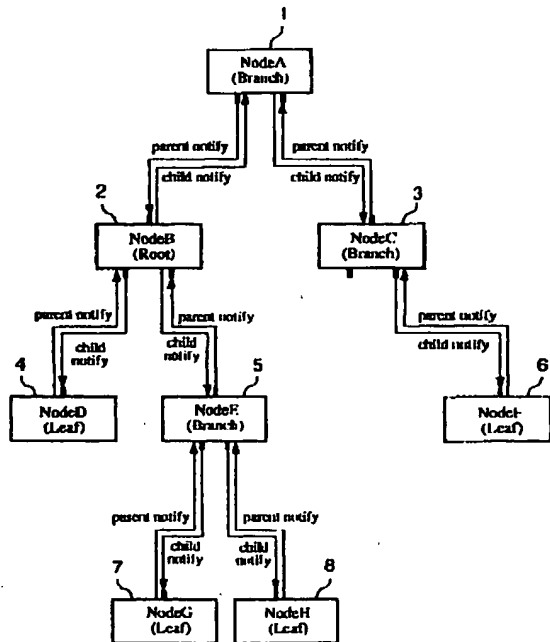 1
NodeA
(Branch)
parent notify
child notify
parent notify
child notify
2
NodeB
(Root)
3
NodeC
(Branch)
parent notify
child
notify
parent notify
child
notify
parent notify
child notify
4
NodeD
(Leaf)
5
NodeE
(Branch)
6
NodeF
(Leaf)
parent notify
child
notify
parent notify
child
notify
7
NodeG
(Leaf)
8
NodeH
(Leaf)